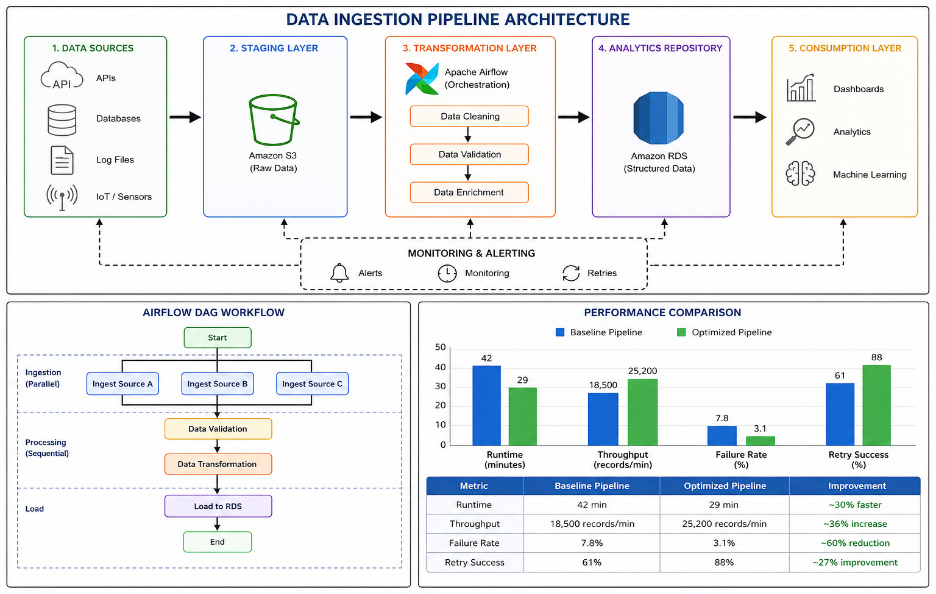 DATA INGESTION PIPELINE ARCHITECTURE
1. DATA SOURCES
API
APIs
Databases
Log Files
IoT / Sensors
2. STAGING LAYER
Amazon S3
(Raw Data)
3. TRANSFORMATION LAYER
Apache Airflow
(Orchestration)
Data Cleaning
Data Validation
Data Enrichment
4. ANALYTICS REPOSITORY
Amazon RDS
(Structured Data)
5. CONSUMPTION LAYER
Dashboards
Analytics
Machine Learning
MONITORING & ALERTING
Alerts
Monitoring
Retries
AIRFLOW DAG WORKFLOW
Start
Ingestion
(Parallel)
Ingest Source A
Ingest Source B
Ingest Source C
Processing
(Sequential)
Data Validation
Data Transformation
Load
Load to RDS
End
PERFORMANCE COMPARISON
Baseline Pipeline
Optimized Pipeline
50
40
30
20
10
0
42
29
18,500
25,200
7.8
3.1
61
88
Runtime
(minutes)
Throughput
(records/min)
Failure Rate
(%)
Retry Success
(%)
Metric Baseline Pipeline Optimized Pipeline Improvement
Runtime 42 min 29 min ~30% faster
Throughput 18,500 records/min 25,200 records/min ~36% increase
Failure Rate 7.8% 3.1% ~60% reduction
Retry Success 61% 88% ~27% improvement